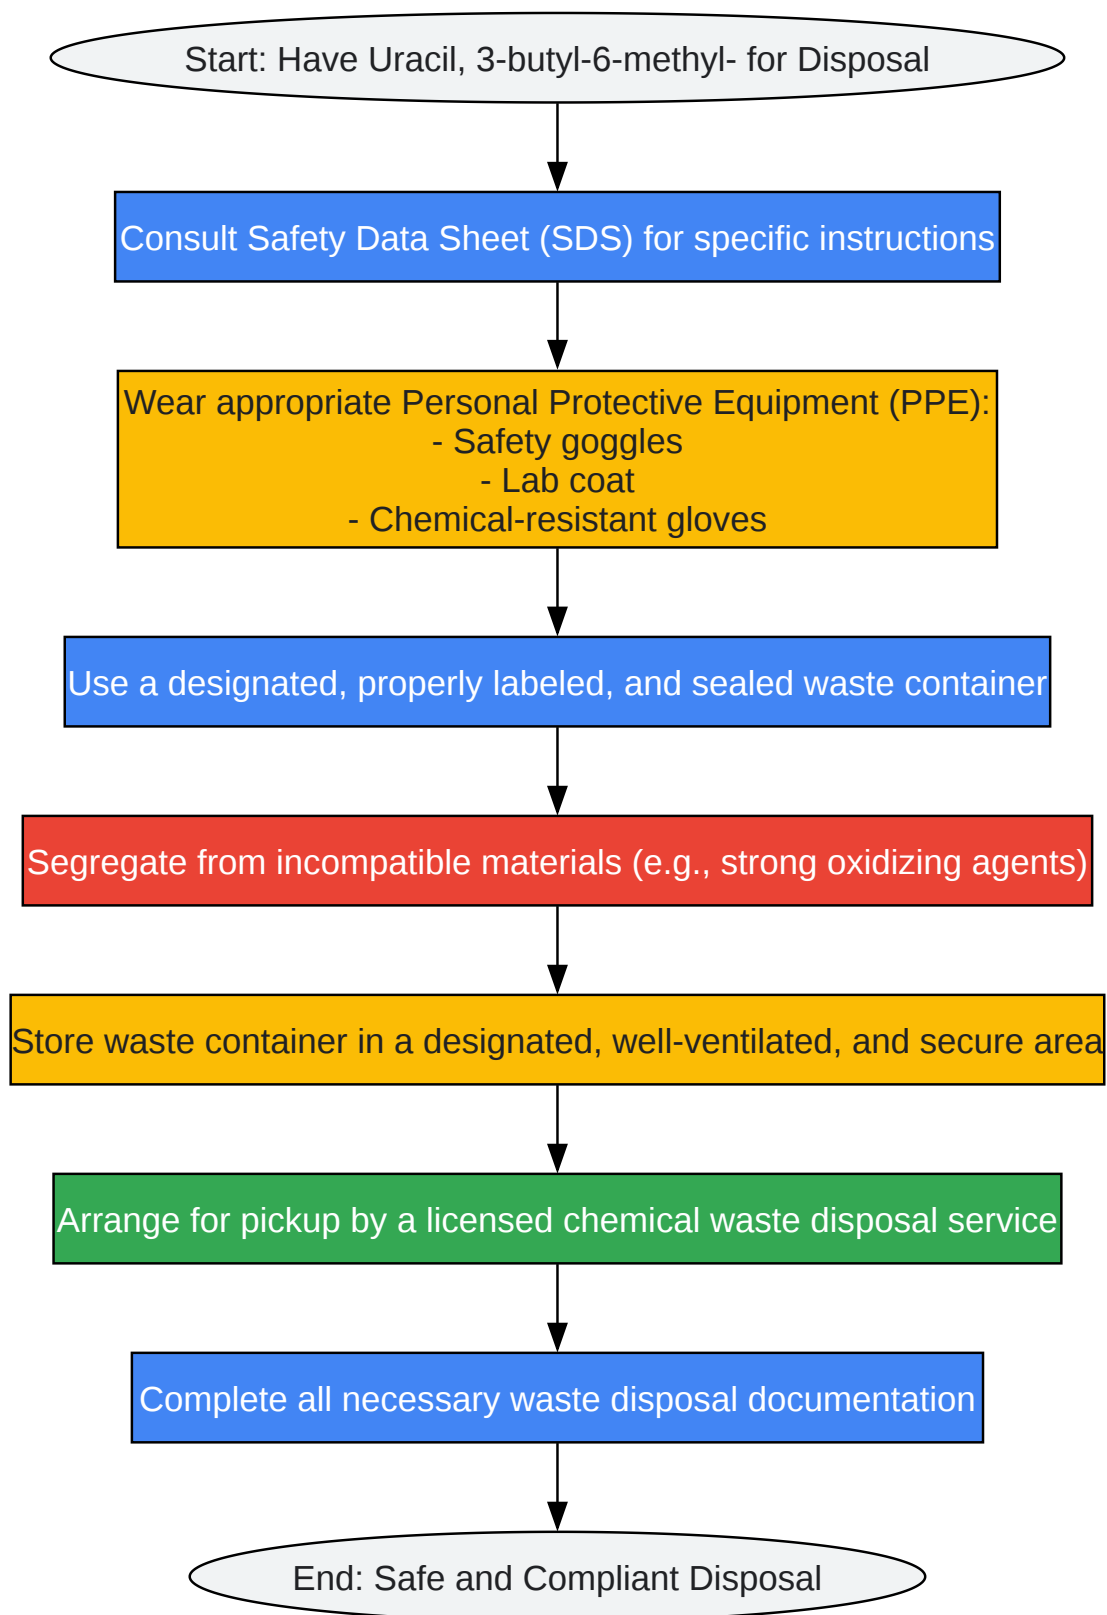 Start: Have Uracil, 3-butyl-6-methyl- for Disposal
Consult Safety Data Sheet (SDS) for specific instructions
Wear appropriate Personal Protective Equipment (PPE):
- Safety goggles
- Lab coat
- Chemical-resistant gloves
Use a designated, properly labeled, and sealed waste container
Segregate from incompatible materials (e.g., strong oxidizing agents)
Store waste container in a designated, well-ventilated, and secure area
Arrange for pickup by a licensed chemical waste disposal service
Complete all necessary waste disposal documentation
End: Safe and Compliant Disposal